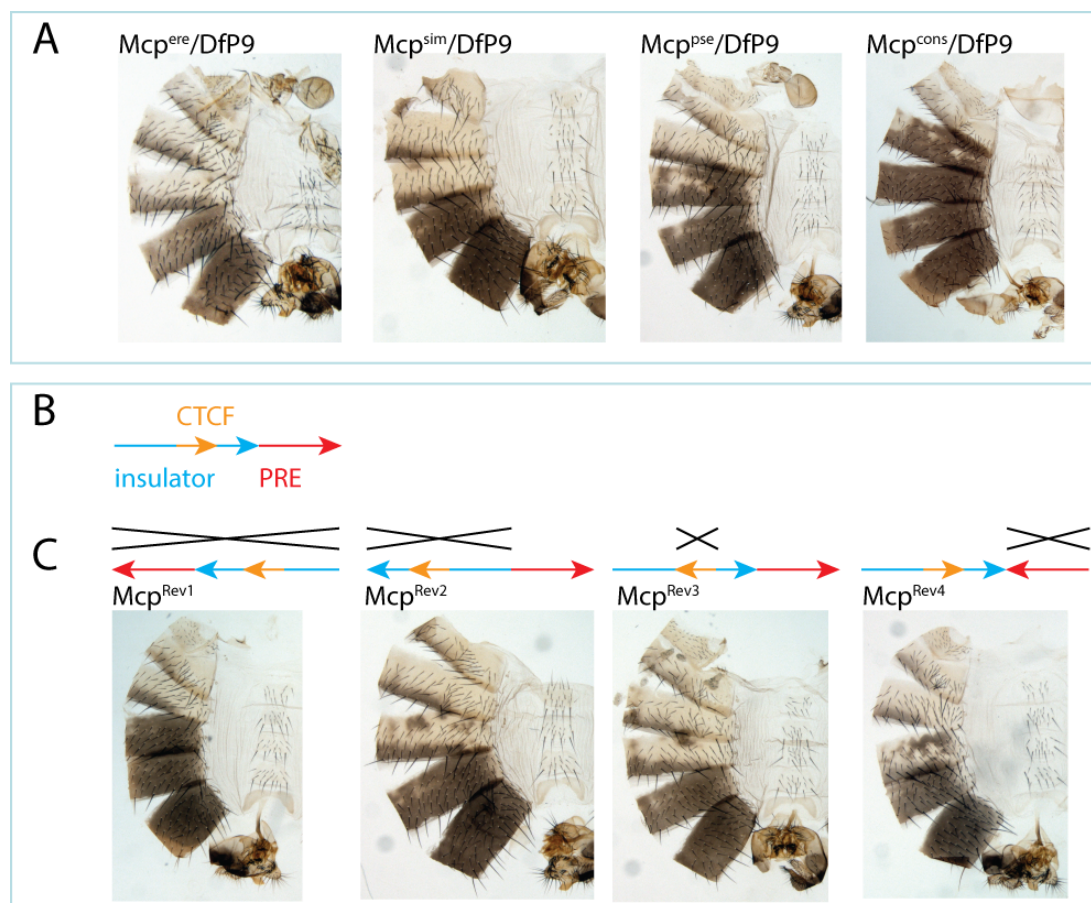 A
Mcpere/DfP9 Mcpsim/DfP9 Mcppse/DfP9 Mcpcons/DfP9
B
CTCF
insulator PRE
C
McpRev1 McpRev2 McpRev3 McpRev4